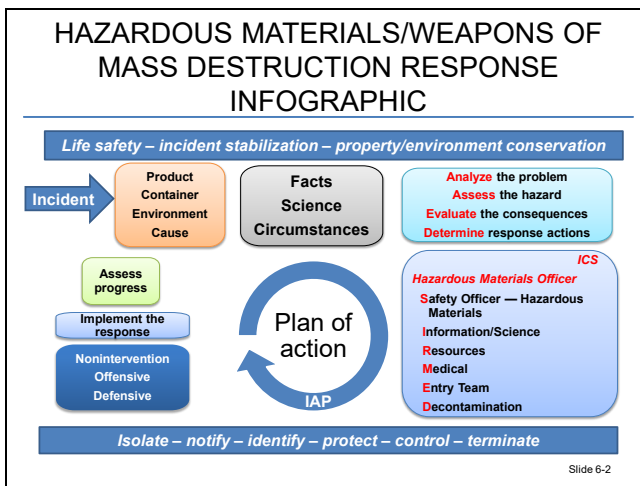 HAZARDOUS MATERIALS/WEAPONS OF
MASS DESTRUCTION RESPONSE
INFOGRAPHIC
Life safety – incident stabilization – property/environment conservation
Incident
Product
Container
Environment
Cause
Facts
Science
Circumstances
Analyze the problem
Assess the hazard
Evaluate the consequences
Determine response actions
Assess
progress
Implement the
response
Nonintervention
Offensive
Defensive
Plan of
action
IAP
ICS
Hazardous Materials Officer
Safety Officer — Hazardous
Materials
Information/Science
Resources
Medical
Entry Team
Decontamination
Isolate – notify – identify – protect – control – terminate
Slide 6-2